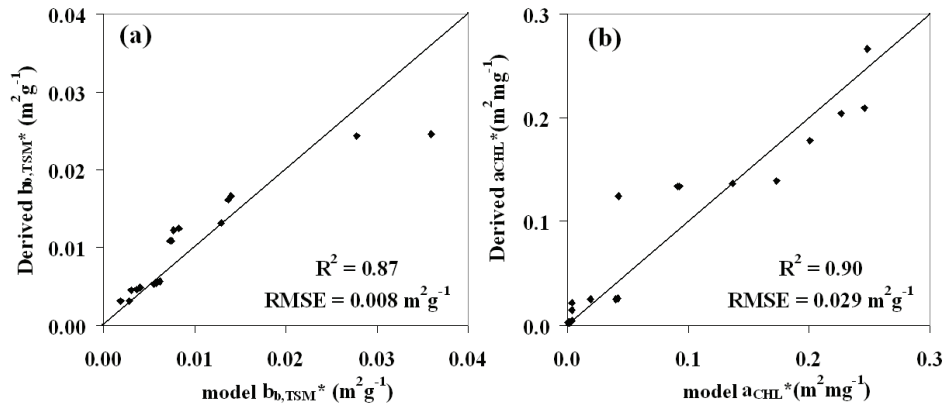 (a)
0.04
0.03
0.02
0.01
0.00
Derived b_b,TSM* (m²g⁻¹)
R² = 0.87
RMSE = 0.008 m²g⁻¹
0.00 0.01 0.02 0.03 0.04
model b_b,TSM* (m²g⁻¹)
(b)
0.3
0.2
0.1
0.0
Derived a_CHL*(m²mg⁻¹)
R² = 0.90
RMSE = 0.029 m²g⁻¹
0.0 0.1 0.2 0.3
model a_CHL*(m²mg⁻¹)